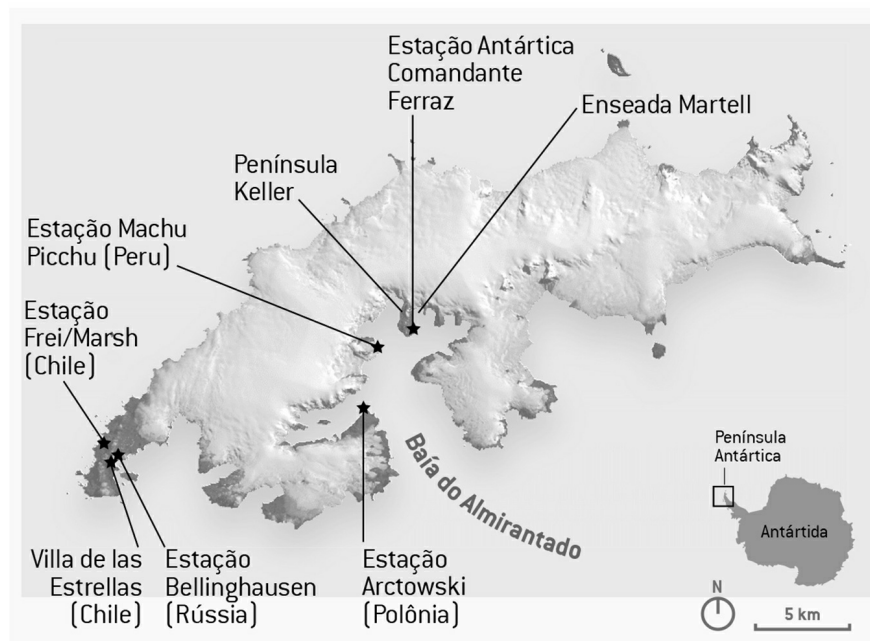 Estação Antártica
Comandante
Ferraz
Enseada Martell
Península
Keller
Estação Machu
Picchu (Peru)
Estação
Frei/Marsh
(Chile)
Baía do Almirantado
Península
Antártica
Antártida
Villa de las
Estrellas
(Chile)
Estação
Bellinghausen
(Rússia)
Estação
Arctowski
(Polônia)
N
5 km